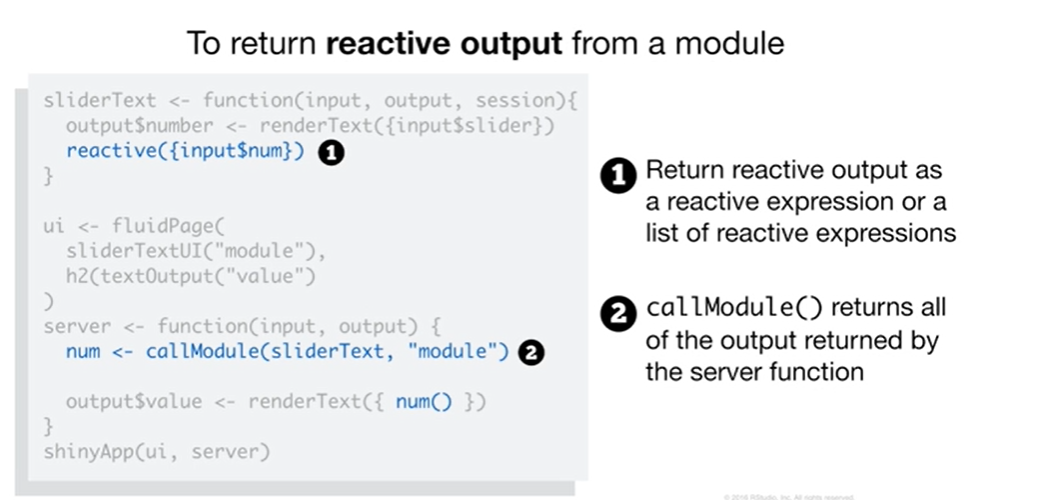 To return reactive output from a module
sliderText <- function(input, output, session){
  output$number <- renderText({input$slider})
  reactive({input$num}) 1
}
ui <- fluidPage(
  sliderTextUI("module"),
  h2(textOutput("value")
)
server <- function(input, output) {
  num <- callModule(sliderText, "module") 2
  output$value <- renderText({ num() })
}
shinyApp(ui, server)
1 Return reactive output as
a reactive expression or a
list of reactive expressions
2 callModule() returns all
of the output returned by
the server function
© 2016 RStudio, Inc. All rights reserved.